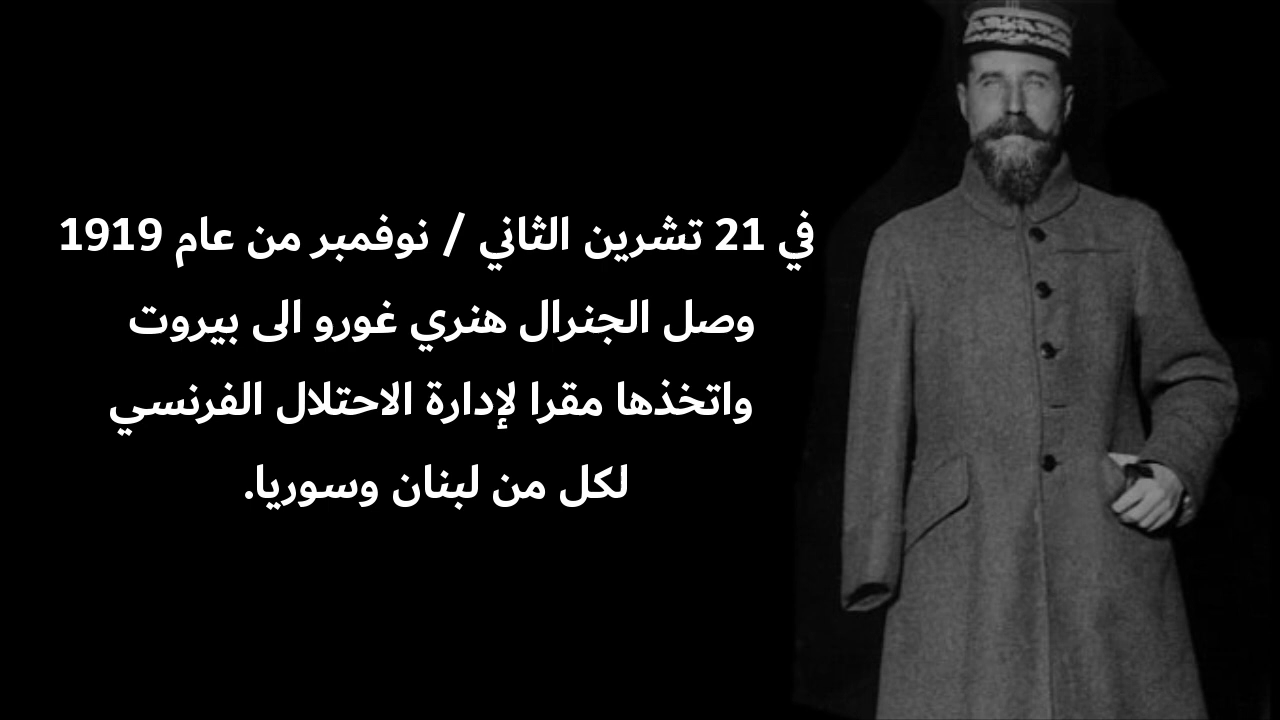 في 21 تشرين الثاني / نوفمبر من عام 1919
وصل الجنرال هنري غورو الى بيروت
واتخذها مقرا لإدارة الاحتلال الفرنسي
لكل من لبنان وسوريا.